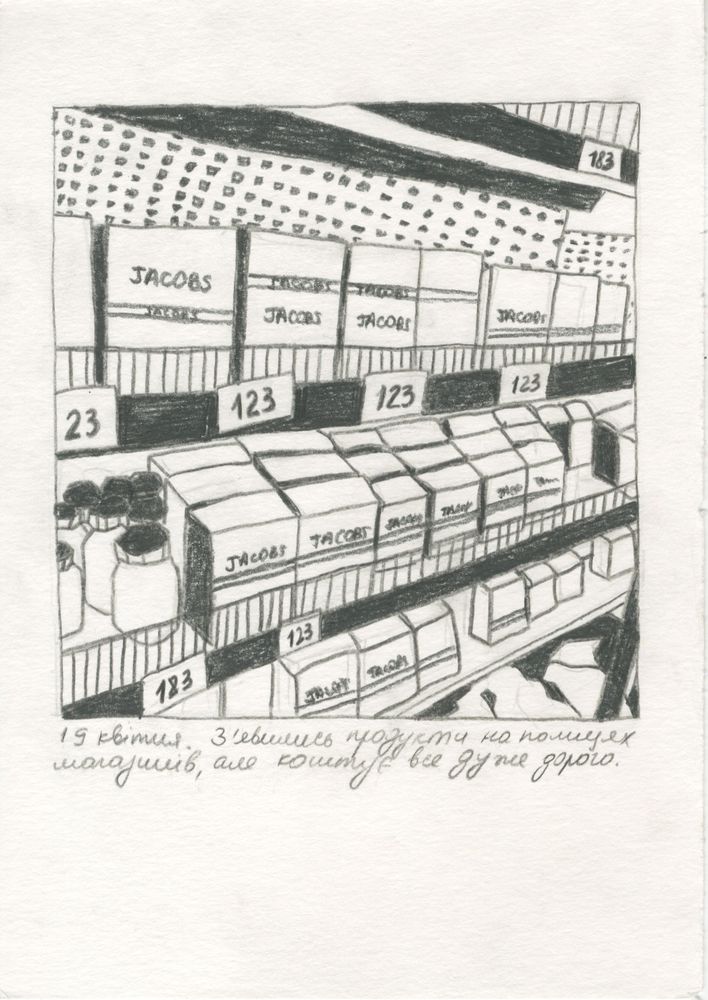 183
JACOBS JACOBS JACOBS
JACOBS JACOBS JACOBS JACOBS
JACOBS
23 123 123 123
JACOBS JACOBS JACOBS JACOBS JACO
123
183
JACOBS JACOBS
19 квітня. З'явились продукти на полицях
магазинів, але коштує все дуже дорого.